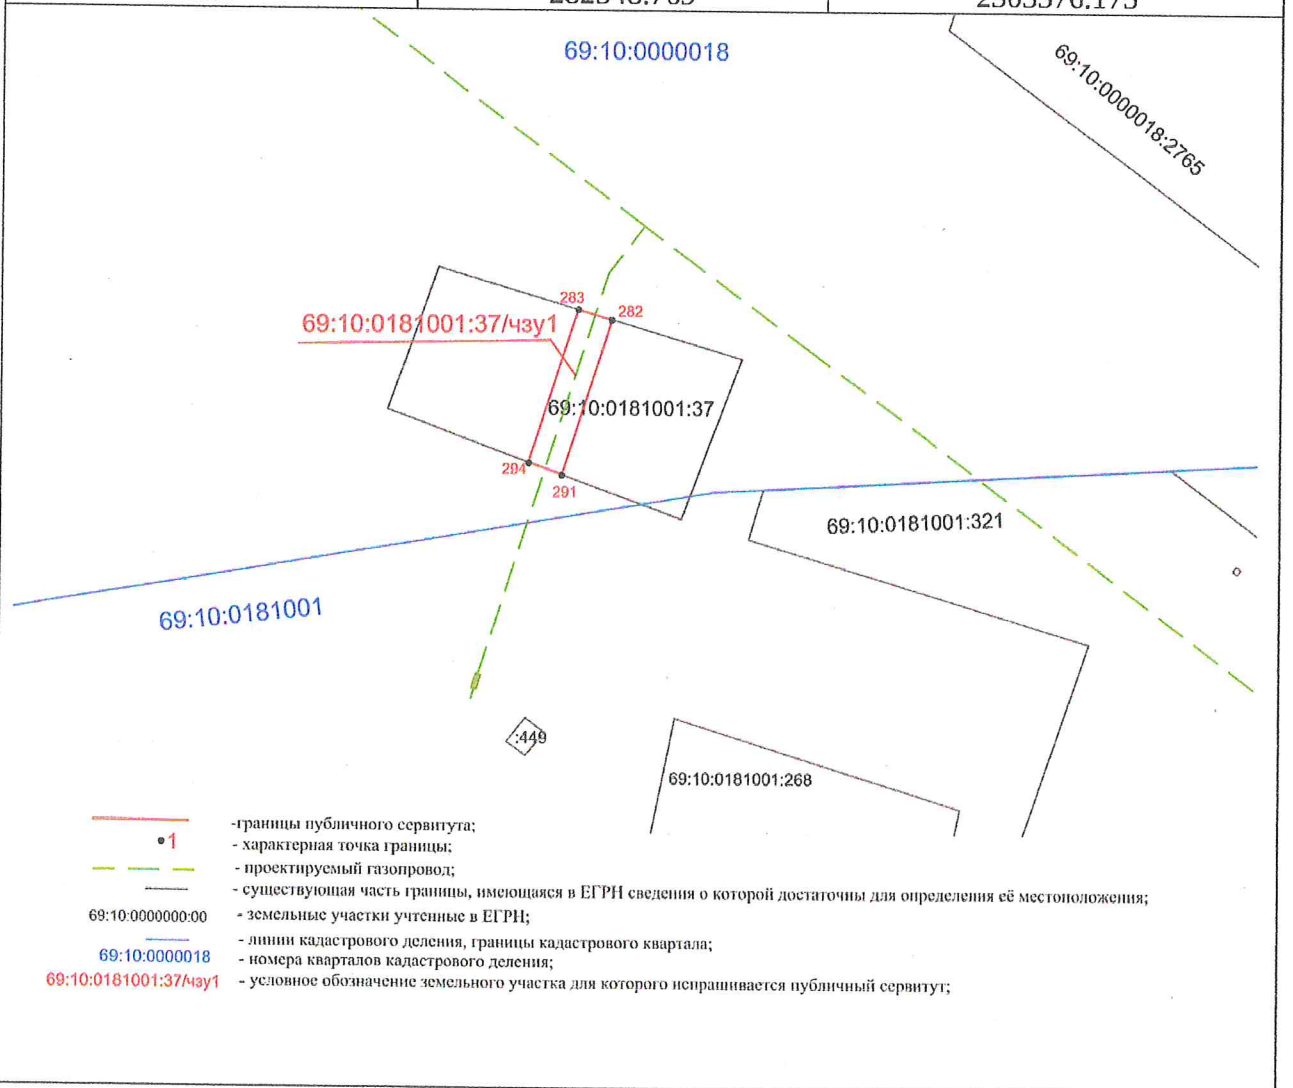 69:10:0000018
69:10:0000018:2765
283
282
69:10:0181001:37/чзу1
69:10:0181001:37
294
291
69:10:0181001:321
69:10:0181001
:449
69:10:0181001:268
-границы публичного сервитута;
1 - характерная точка границы;
- проектируемый газопровод;
- существующая часть границы, имеющаяся в ЕГРН сведения о которой достаточны для определения её местоположения;
69:10:0000000:00 - земельные участки учтенные в ЕГРН;
- линии кадастрового деления, границы кадастрового квартала;
69:10:0000018 - номера кварталов кадастрового деления;
69:10:0181001:37/чзу1 - условное обозначение земельного участка для которого испрашивается публичный сервитут;